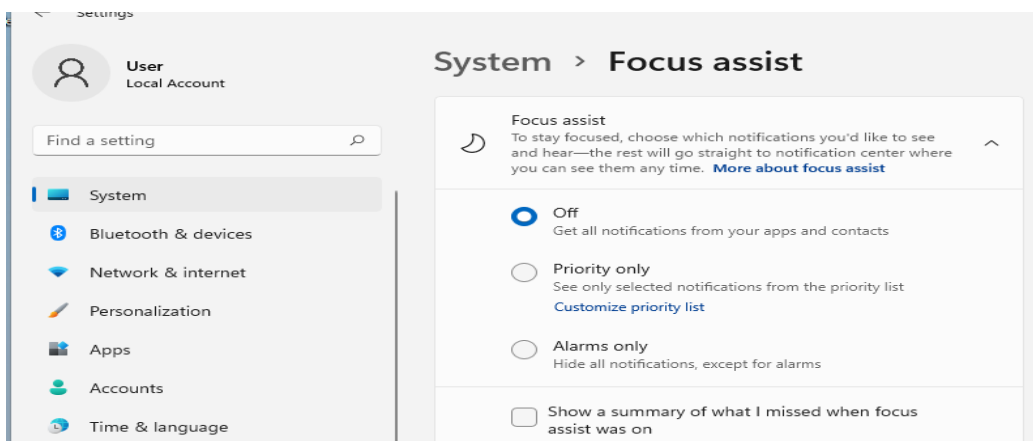 Settings
User
Local Account
Find a setting
System
Bluetooth & devices
Network & internet
Personalization
Apps
Accounts
Time & language
System > Focus assist
Focus assist
To stay focused, choose which notifications you'd like to see
and hear—the rest will go straight to notification center where
you can see them any time. More about focus assist
Off
Get all notifications from your apps and contacts
Priority only
See only selected notifications from the priority list
Customize priority list
Alarms only
Hide all notifications, except for alarms
Show a summary of what I missed when focus
assist was on